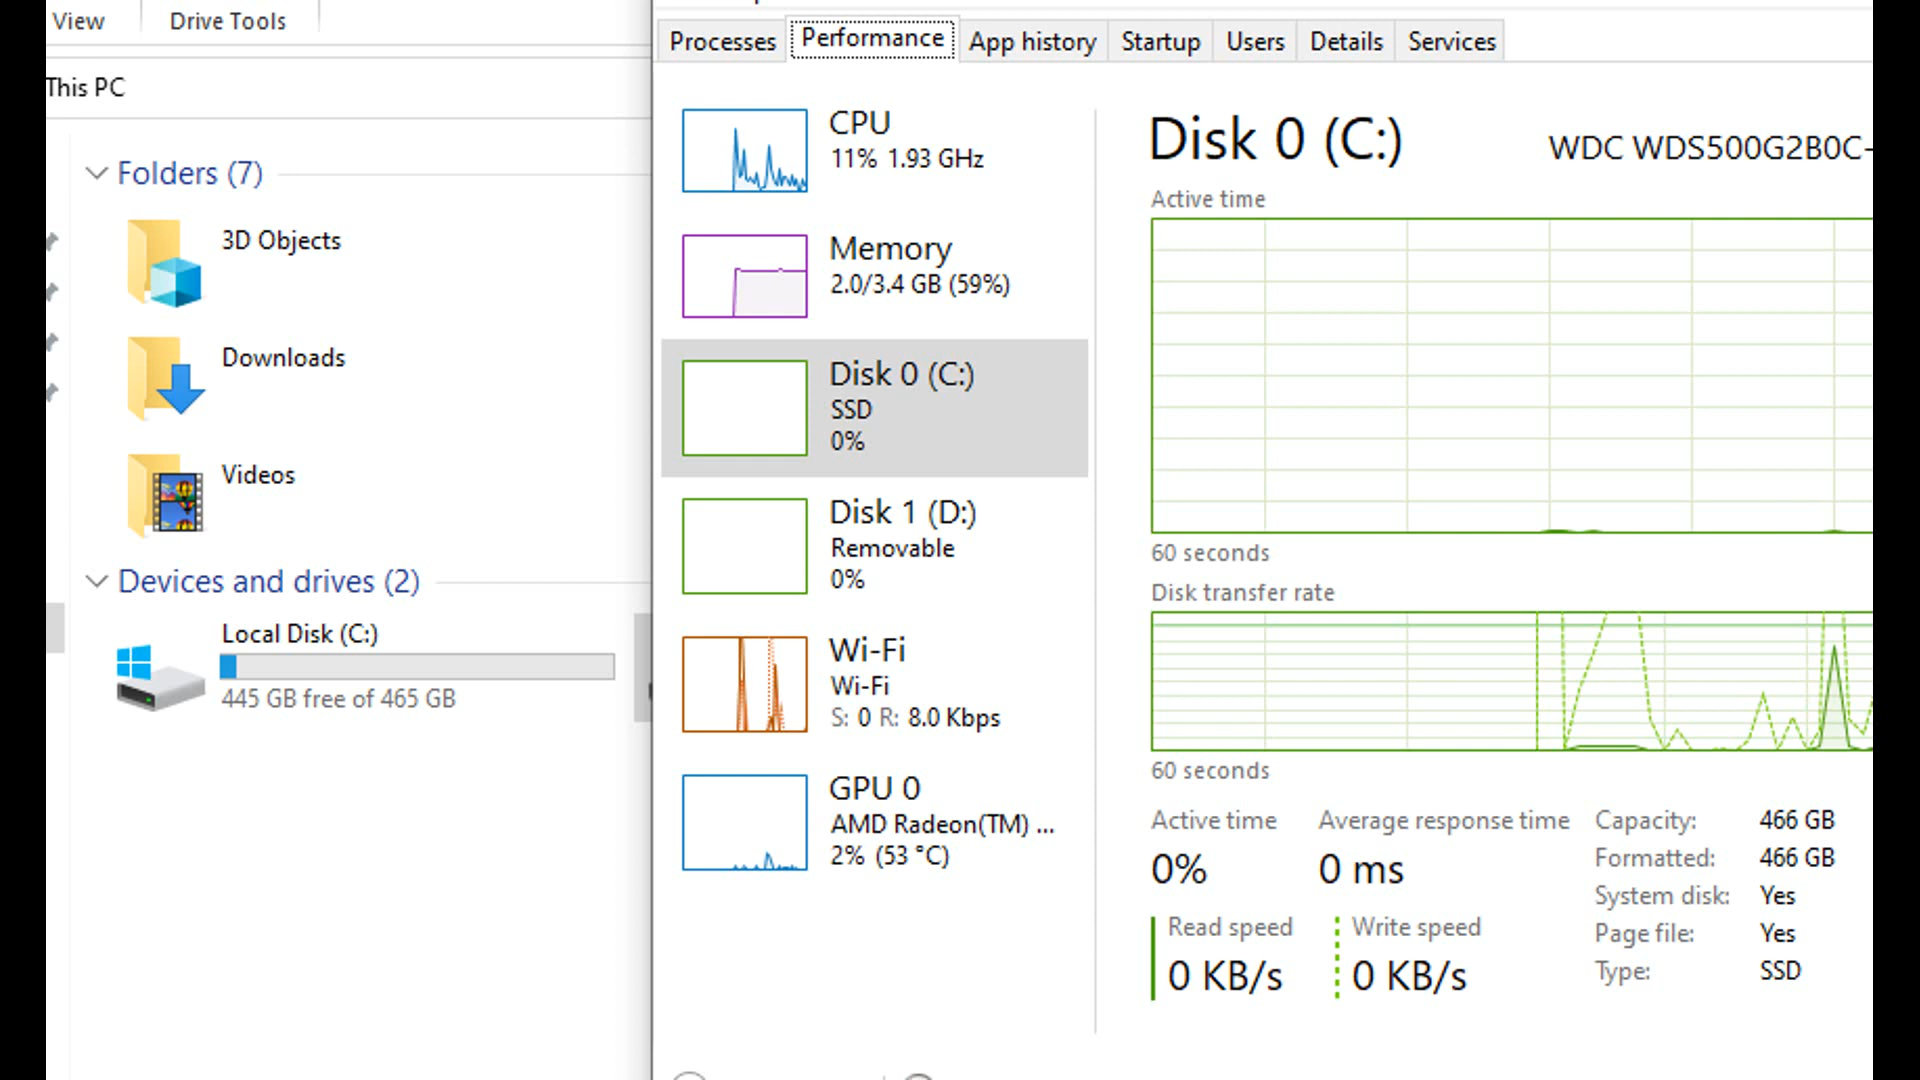 View
Drive Tools
This PC
Folders (7)
3D Objects
Downloads
Videos
Devices and drives (2)
Local Disk (C:)
445 GB free of 465 GB
Processes
Performance
App history
Startup
Users
Details
Services
CPU
11% 1.93 GHz
Memory
2.0/3.4 GB (59%)
Disk 0 (C:)
SSD
0%
Disk 1 (D:)
Removable
0%
Wi-Fi
Wi-Fi
S: 0 R: 8.0 Kbps
GPU 0
AMD Radeon(TM) ...
2% (53 °C)
Disk 0 (C:)
WDC WDS500G2B0C-
Active time
60 seconds
Disk transfer rate
60 seconds
Active time
0%
Average response time
0 ms
Read speed
0 KB/s
Write speed
0 KB/s
Capacity: 466 GB
Formatted: 466 GB
System disk: Yes
Page file: Yes
Type: SSD